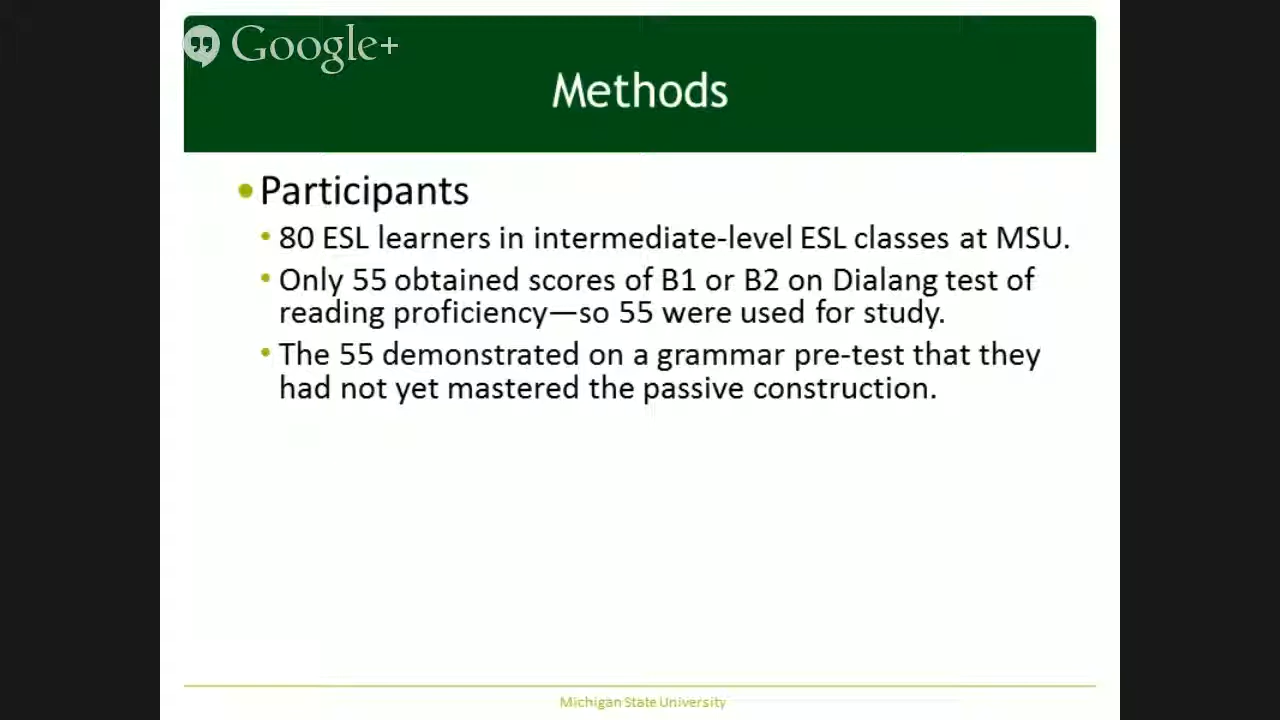 Google+
Methods
Participants
80 ESL learners in intermediate-level ESL classes at MSU.
Only 55 obtained scores of B1 or B2 on Dialang test of
reading proficiency—so 55 were used for study.
The 55 demonstrated on a grammar pre-test that they
had not yet mastered the passive construction.
Michigan State University